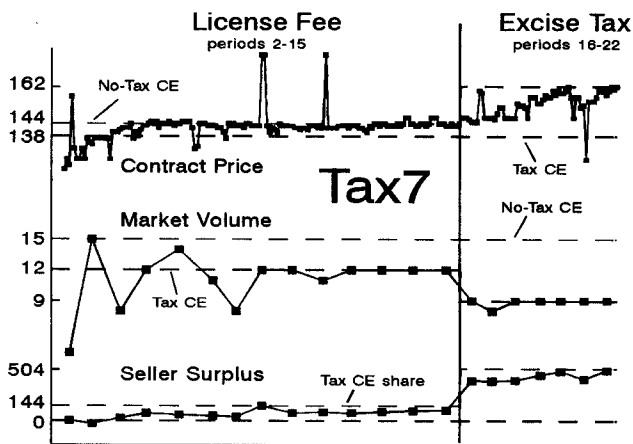 License Fee
periods 2-15
Excise Tax
periods 16-22
162
No-Tax CE
144
138
Contract Price
Tax CE
Tax7
No-Tax CE
Market Volume
15
12
Tax CE
9
504
Seller Surplus
Tax CE share
144
0